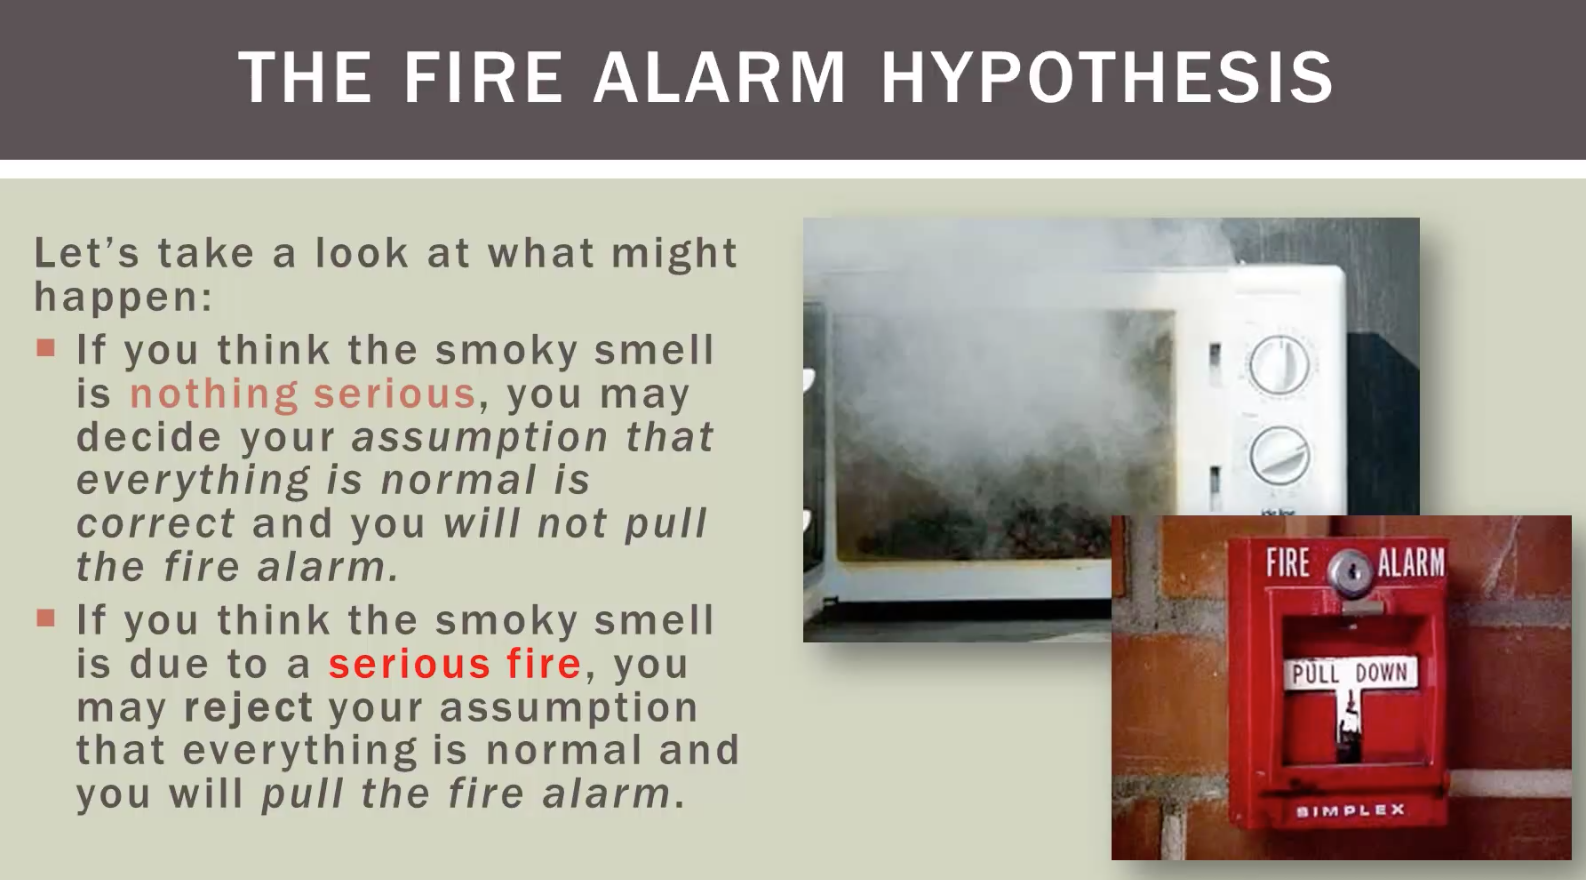 THE FIRE ALARM HYPOTHESIS
Let's take a look at what might
happen:
If you think the smoky smell
is nothing serious, you may
decide your assumption that
everything is normal is
correct and you will not pull
the fire alarm.
If you think the smoky smell
is due to a serious fire, you
may reject your assumption
that everything is normal and
you will pull the fire alarm.
FIRE ALARM
PULL DOWN
SIMPLEX